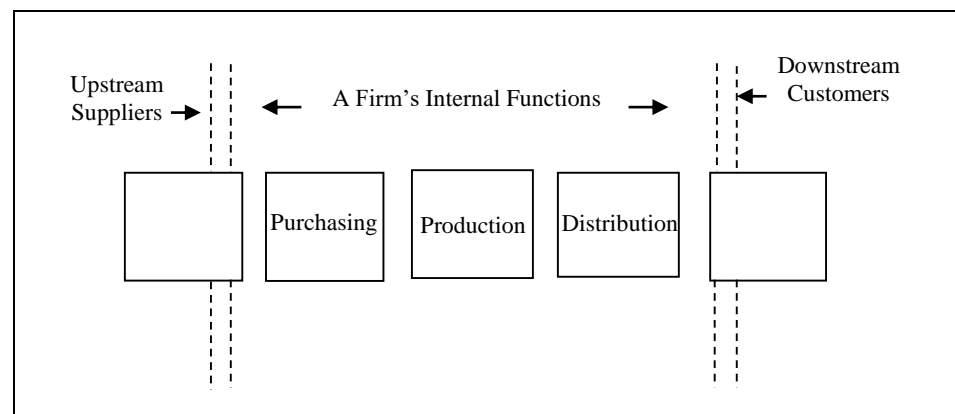 Upstream
Suppliers
A Firm’s Internal Functions
Downstream
Customers
Purchasing
Production
Distribution